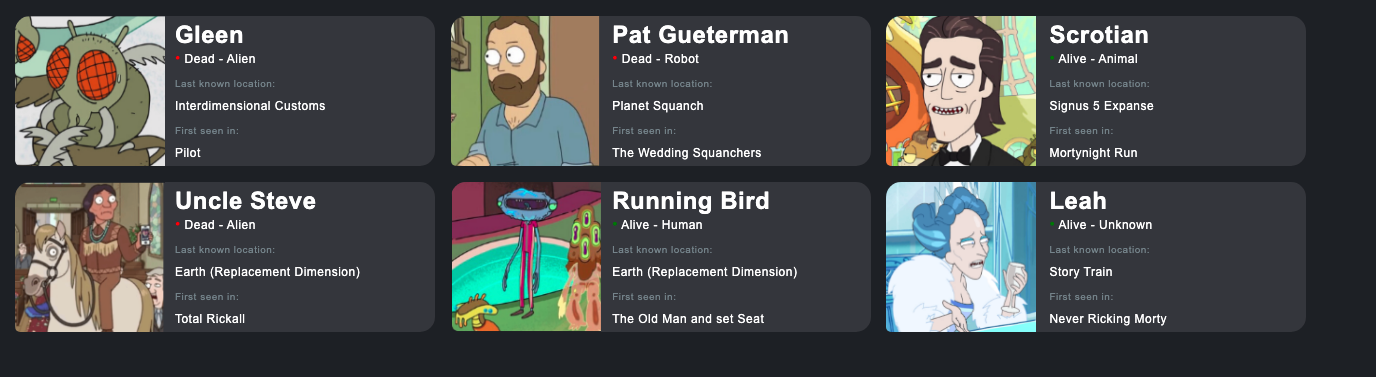 Gleen
Dead - Alien
Last known location:
Interdimensional Customs
First seen in:
Pilot
Pat Gueterman
Dead - Robot
Last known location:
Planet Squanch
First seen in:
The Wedding Squanchers
Scrotian
Alive - Animal
Last known location:
Signus 5 Expanse
First seen in:
Mortynight Run
Uncle Steve
Dead - Alien
Last known location:
Earth (Replacement Dimension)
First seen in:
Total Rickall
Running Bird
Alive - Human
Last known location:
Earth (Replacement Dimension)
First seen in:
The Old Man and set Seat
Leah
Alive - Unknown
Last known location:
Story Train
First seen in:
Never Ricking Morty